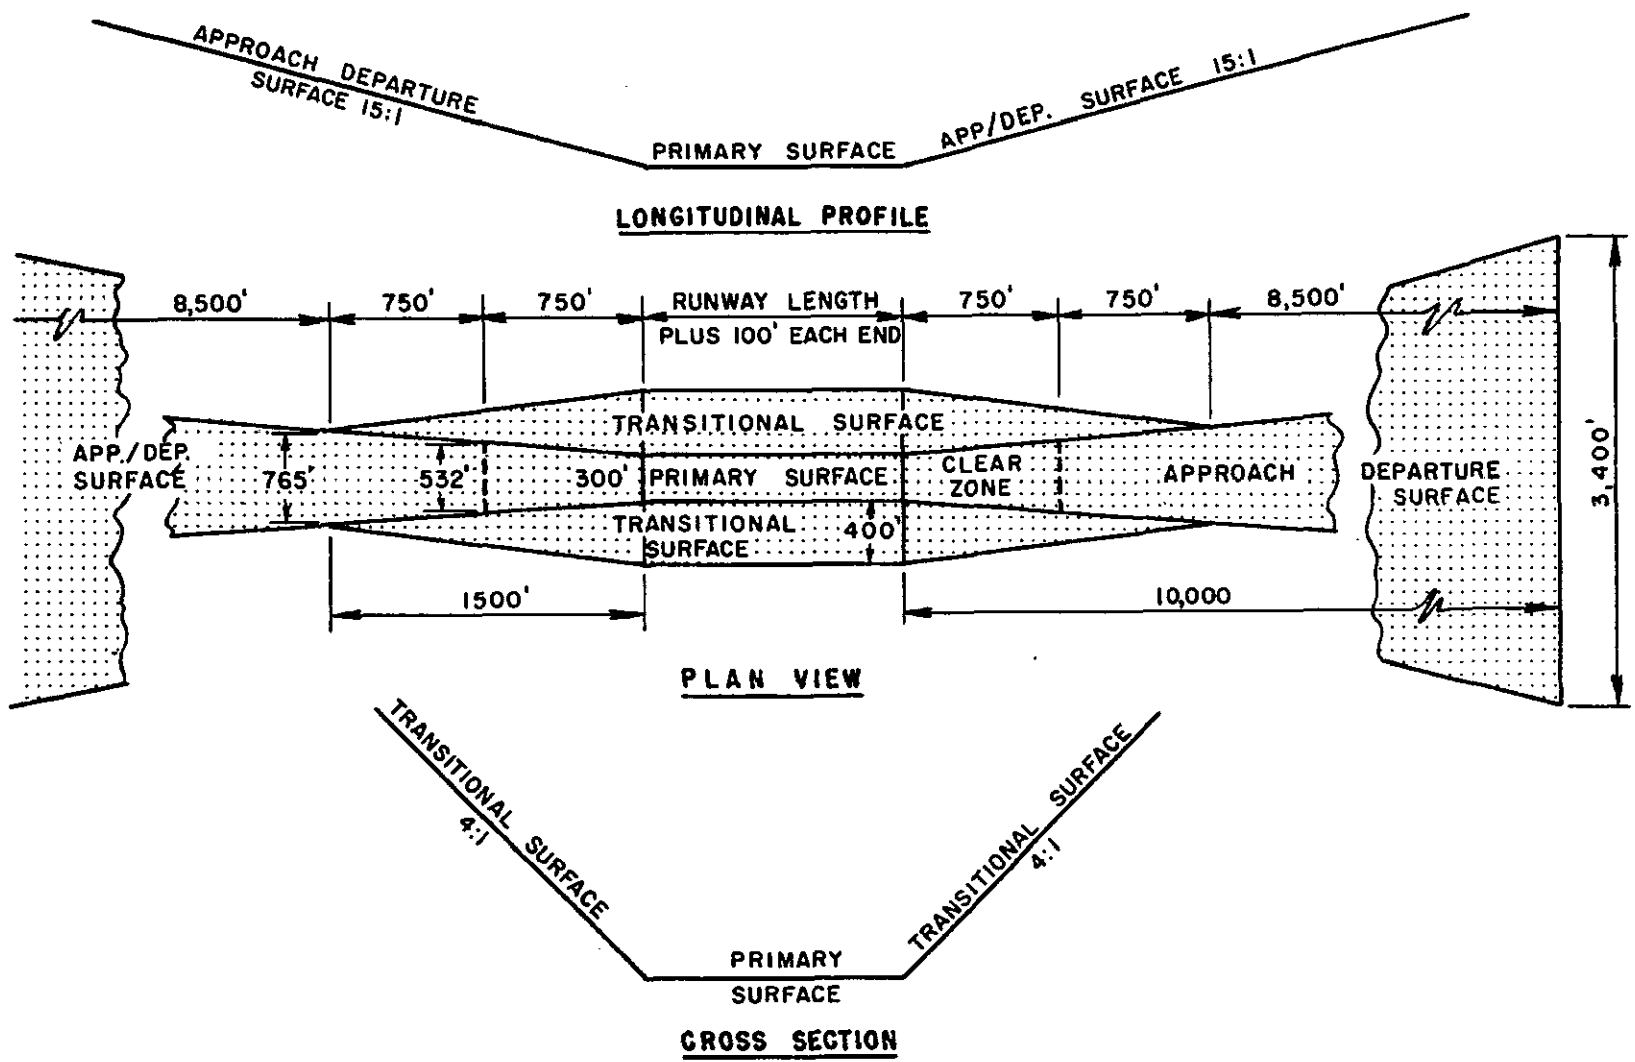 APPROACH DEPARTURE
SURFACE 15:1
APP/DEP. SURFACE 15:1
PRIMARY SURFACE
LONGITUDINAL PROFILE
8,500'
750'
750'
RUNWAY LENGTH
PLUS 100' EACH END
750'
750'
8,500'
TRANSITIONAL SURFACE
APP./DEP.
SURFACE
765'
532'
300'
PRIMARY SURFACE
CLEAR
ZONE
APPROACH
DEPARTURE
SURFACE
3,400'
TRANSITIONAL
SURFACE
400'
1500'
10,000
PLAN VIEW
TRANSITIONAL SURFACE
4:1
TRANSITIONAL SURFACE
4:1
PRIMARY
SURFACE
CROSS SECTION